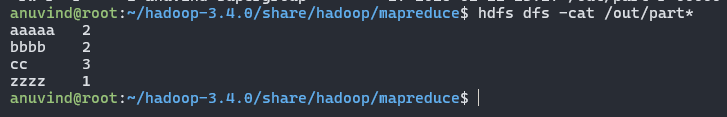 anuvind@root:~/hadoop-3.4.0/share/hadoop/mapreduce$ hdfs dfs -cat /out/part*
aaaaa	2
bbbb	2
cc	3
zzzz	1
anuvind@root:~/hadoop-3.4.0/share/hadoop/mapreduce$